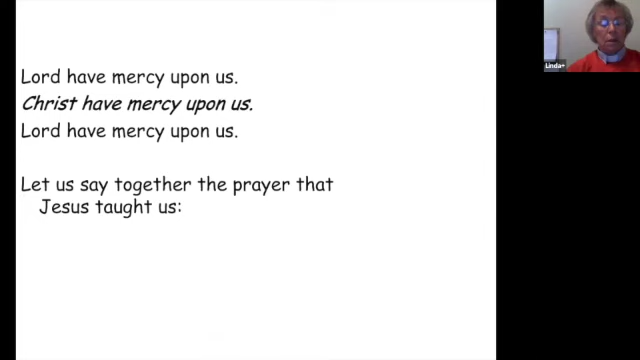 Lord have mercy upon us.
Christ have mercy upon us.
Lord have mercy upon us.
Let us say together the prayer that
Jesus taught us:
Linda+